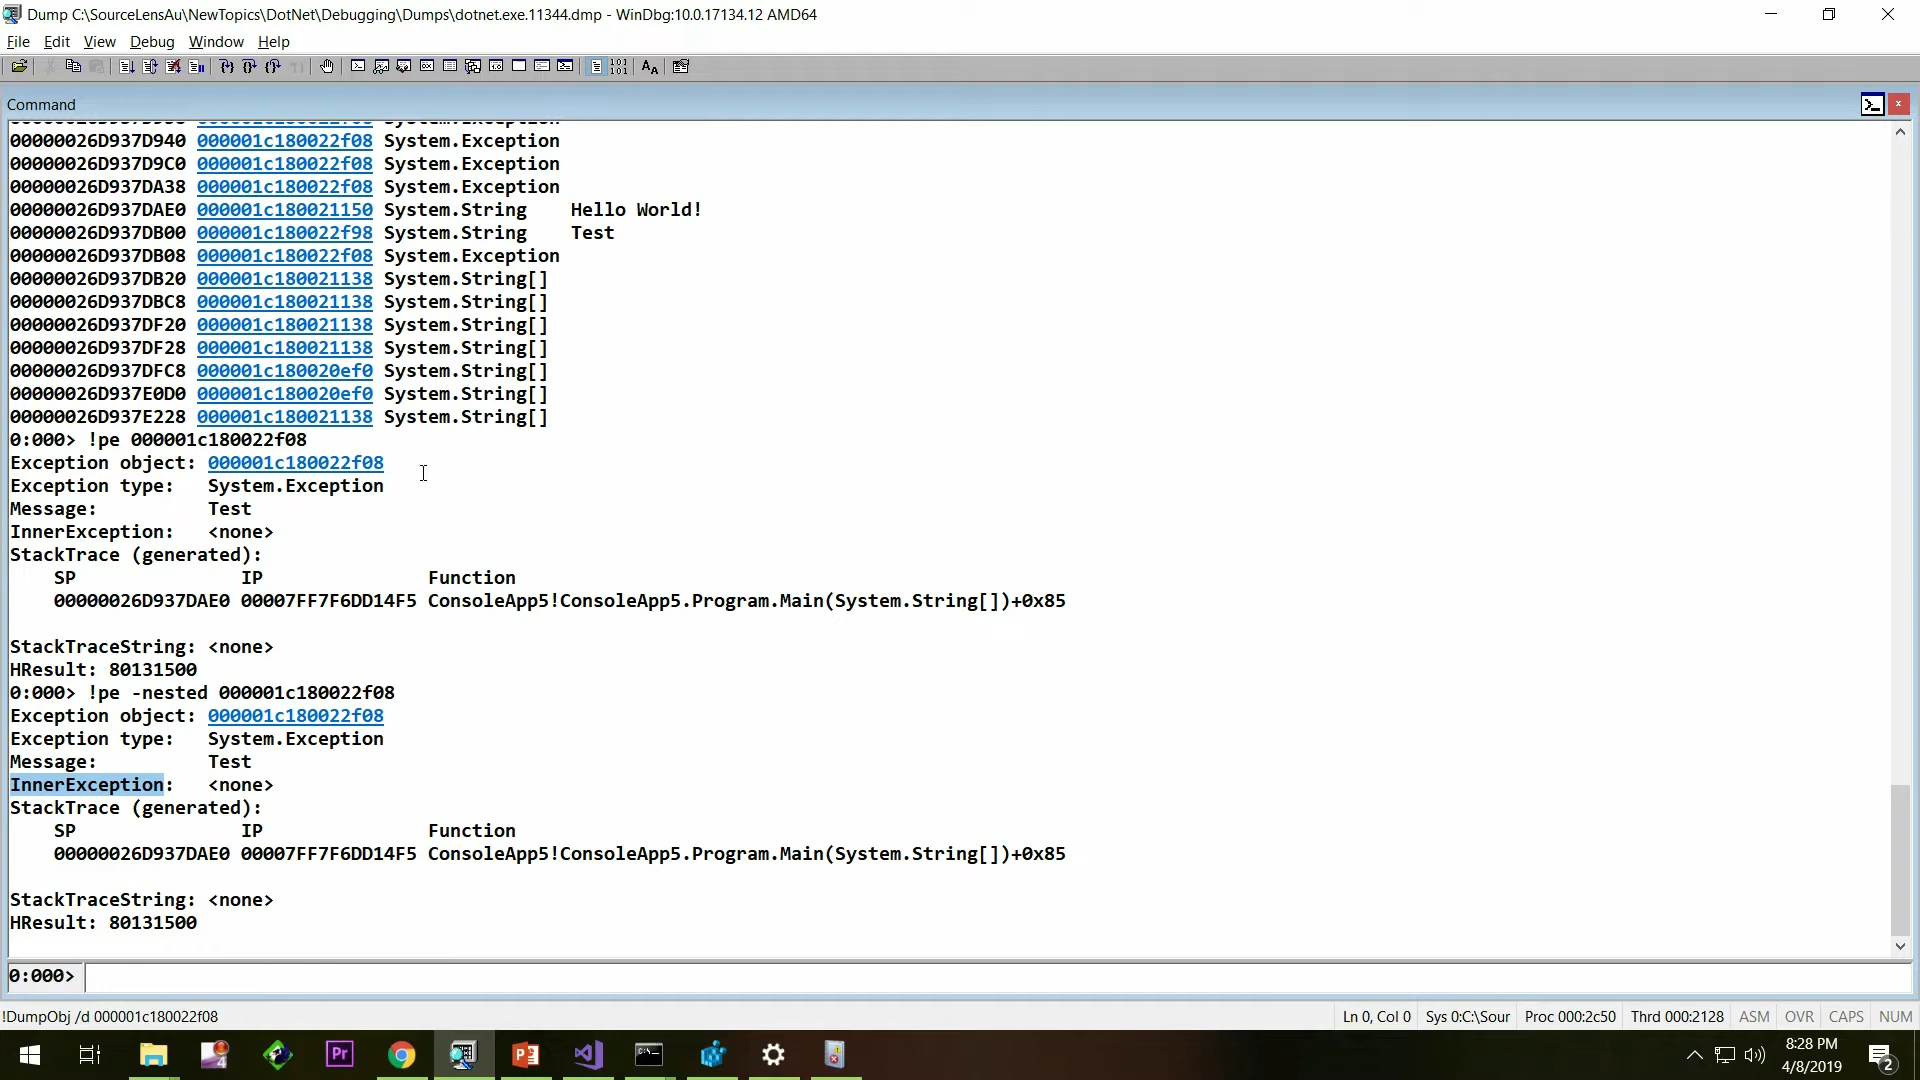 Dump C:\SourceLensAu\NewTopics\DotNet\Debugging\Dumps\dotnet.exe.11344.dmp - WinDbg:10.0.17134.12 AMD64
File Edit View Debug Window Help
Command
00000026D937D940 000001c180022f08 System.Exception
00000026D937D9C0 000001c180022f08 System.Exception
00000026D937DA38 000001c180022f08 System.Exception
00000026D937DAE0 000001c180021150 System.String    Hello World!
00000026D937DB00 000001c180022f98 System.String    Test
00000026D937DB08 000001c180022f08 System.Exception
00000026D937DB20 000001c180021138 System.String[]
00000026D937DBC8 000001c180021138 System.String[]
00000026D937DF20 000001c180021138 System.String[]
00000026D937DF28 000001c180021138 System.String[]
00000026D937DFC8 000001c180020ef0 System.String[]
00000026D937E0D0 000001c180020ef0 System.String[]
00000026D937E228 000001c180021138 System.String[]
0:000> !pe 000001c180022f08
Exception object: 000001c180022f08
Exception type:   System.Exception
Message:          Test
InnerException:   <none>
StackTrace (generated):
    SP               IP               Function
    00000026D937DAE0 00007FF7F6DD14F5 ConsoleApp5!ConsoleApp5.Program.Main(System.String[])+0x85
StackTraceString: <none>
HResult: 80131500
0:000> !pe -nested 000001c180022f08
Exception object: 000001c180022f08
Exception type:   System.Exception
Message:          Test
InnerException:   <none>
StackTrace (generated):
    SP               IP               Function
    00000026D937DAE0 00007FF7F6DD14F5 ConsoleApp5!ConsoleApp5.Program.Main(System.String[])+0x85
StackTraceString: <none>
HResult: 80131500
0:000>
!DumpObj /d 000001c180022f08 Ln 0, Col 0 Sys 0:C:\Sour Proc 000:2c50 Thrd 000:2128 ASM OVR CAPS NUM
8:28 PM
4/8/2019
2